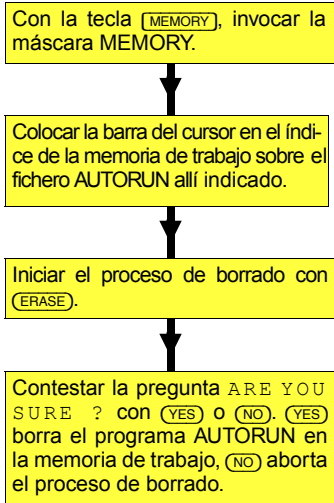 Con la tecla (MEMORY), invocar la
máscara MEMORY.
Colocar la barra del cursor en el índi-
ce de la memoria de trabajo sobre el
fichero AUTORUN allí indicado.
Iniciar el proceso de borrado con
(ERASE).
Contestar la pregunta ARE YOU
SURE ? con (YES) o (NO). (YES)
borra el programa AUTORUN en
la memoria de trabajo, (NO) aborta
el proceso de borrado.